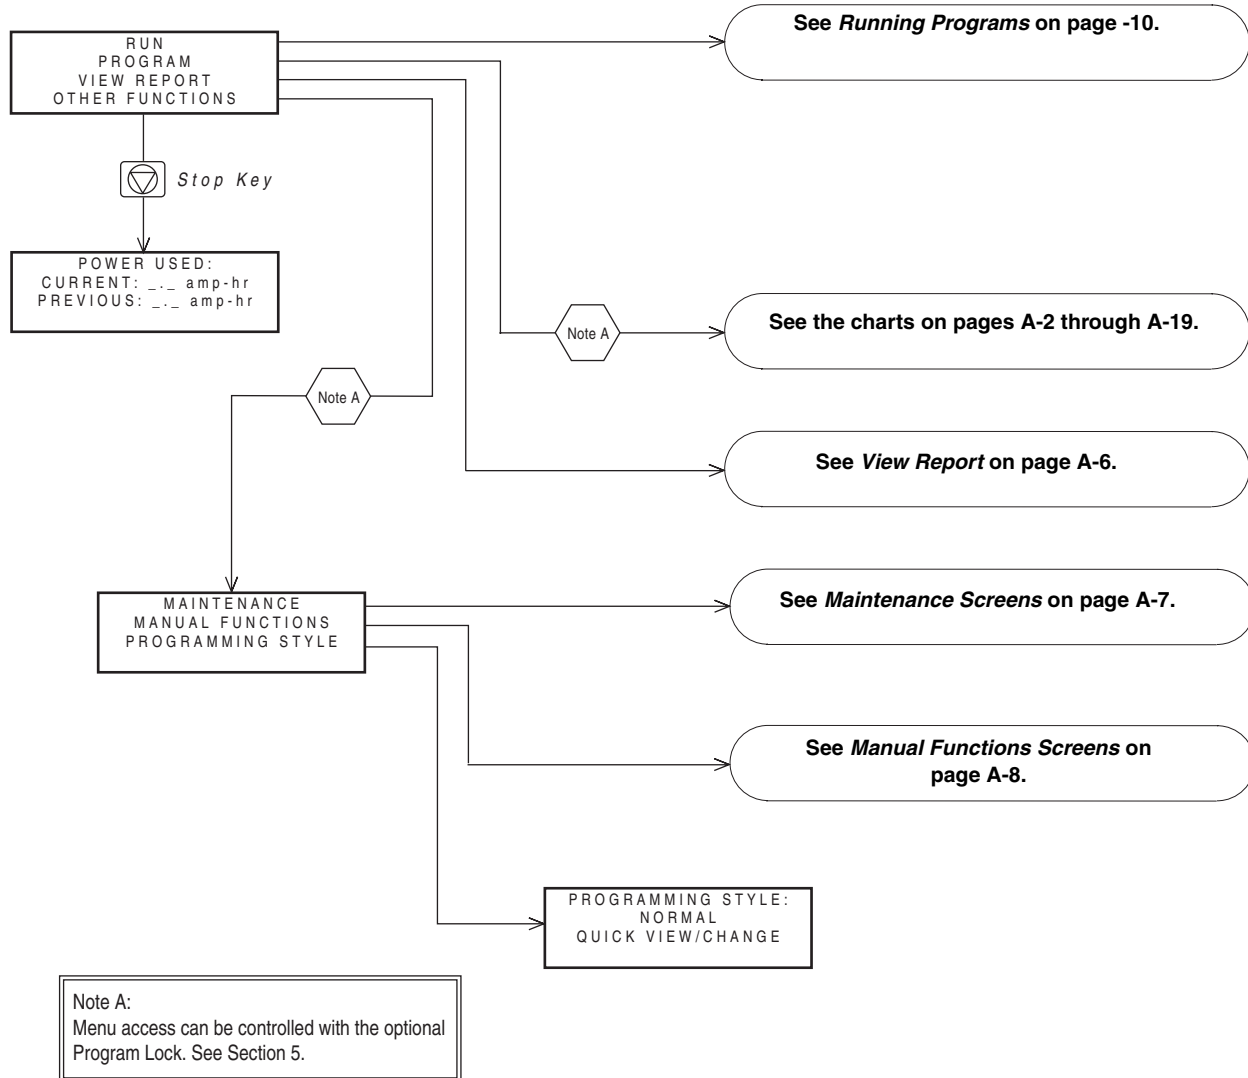 See Running Programs on page -10.
RUN
PROGRAM
VIEW REPORT
OTHER FUNCTIONS
Stop Key
POWER USED:
CURRENT: _._ amp-hr
PREVIOUS: _._ amp-hr
Note A
See the charts on pages A-2 through A-19.
Note A
See View Report on page A-6.
MAINTENANCE
MANUAL FUNCTIONS
PROGRAMMING STYLE
See Maintenance Screens on page A-7.
See Manual Functions Screens on
page A-8.
PROGRAMMING STYLE:
NORMAL
QUICK VIEW/CHANGE
Note A:
Menu access can be controlled with the optional
Program Lock. See Section 5.